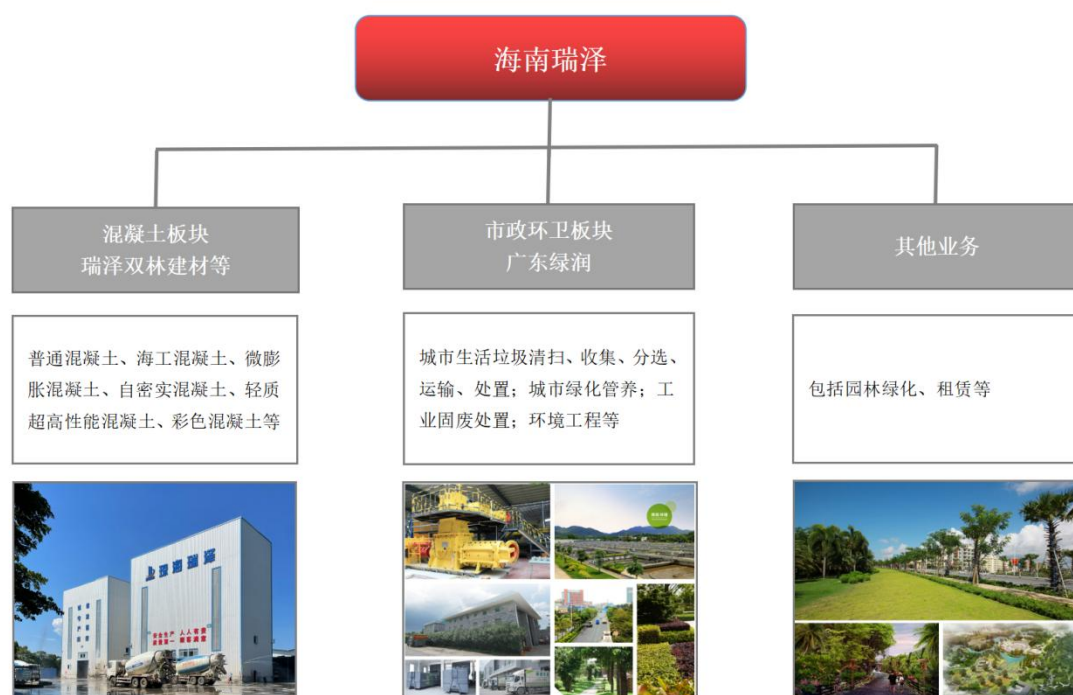 海南瑞泽
混凝土板块
瑞泽双林建材等
市政环卫板块
广东绿润
其他业务
普通混凝土、海工混凝土、微膨
胀混凝土、自密实混凝土、轻质
超高性能混凝土、彩色混凝土等
城市生活垃圾清扫、收集、分选、
运输、处置；城市绿化管养；工
业固废处置；环境工程等
包括园林绿化、租赁等